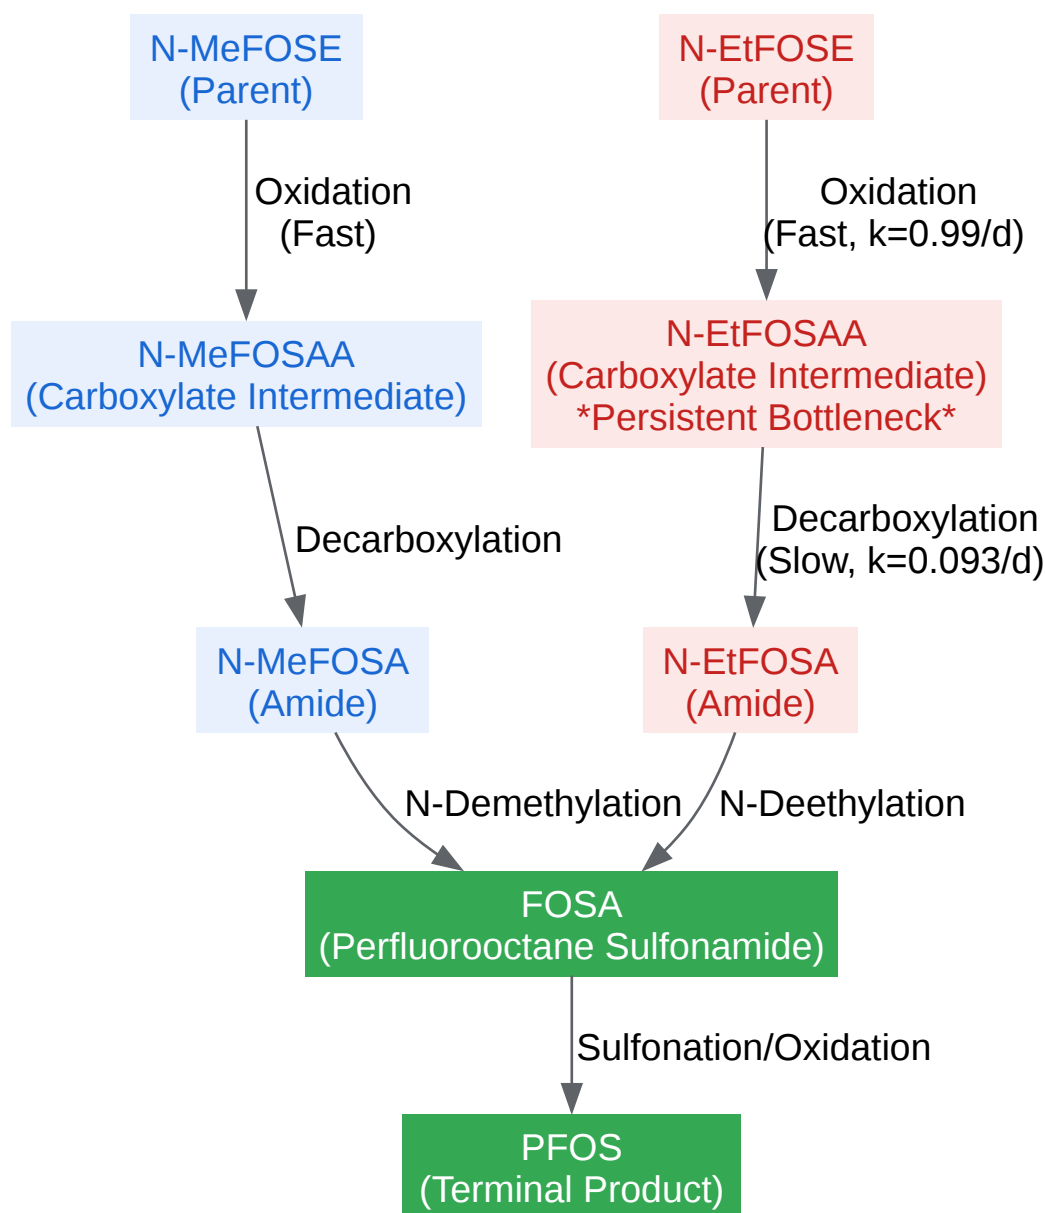 N-MeFOSE
(Parent)
N-EtFOSE
(Parent)
Oxidation
(Fast)
Oxidation
(Fast, k=0.99/d)
N-MeFOSAA
(Carboxylate Intermediate)
N-EtFOSAA
(Carboxylate Intermediate)
*Persistent Bottleneck*
Decarboxylation
Decarboxylation
(Slow, k=0.093/d)
N-MeFOSA
(Amide)
N-EtFOSA
(Amide)
N-Demethylation
N-Deethylation
FOSA
(Perfluorooctane Sulfonamide)
Sulfonation/Oxidation
PFOS
(Terminal Product)